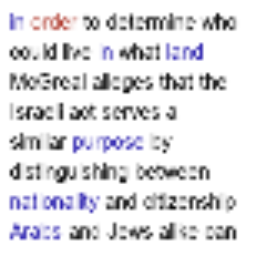 in order to determine who
could live in what land
McGreal alleges that the
Israeli act serves a
similar purpose by
distinguishing between
nationality and citizenship
Arabs and Jews alike can